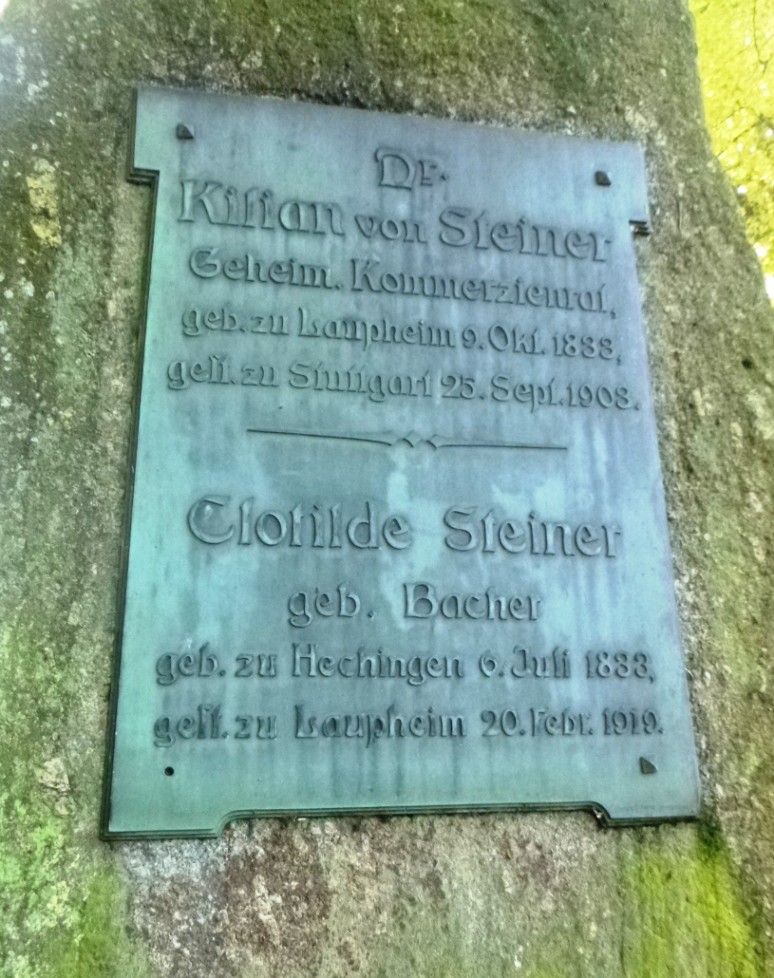 Dr.
Kilian von Steiner
Geheim. Kommerzienrat,
geb. zu Laupheim 9. Okt. 1833,
gest. zu Stuttgart 25. Sept. 1903.
Clotilde Steiner
geb. Bacher
geb. zu Hechingen 6. Juli 1838,
gest. zu Laupheim 20. Febr. 1919.